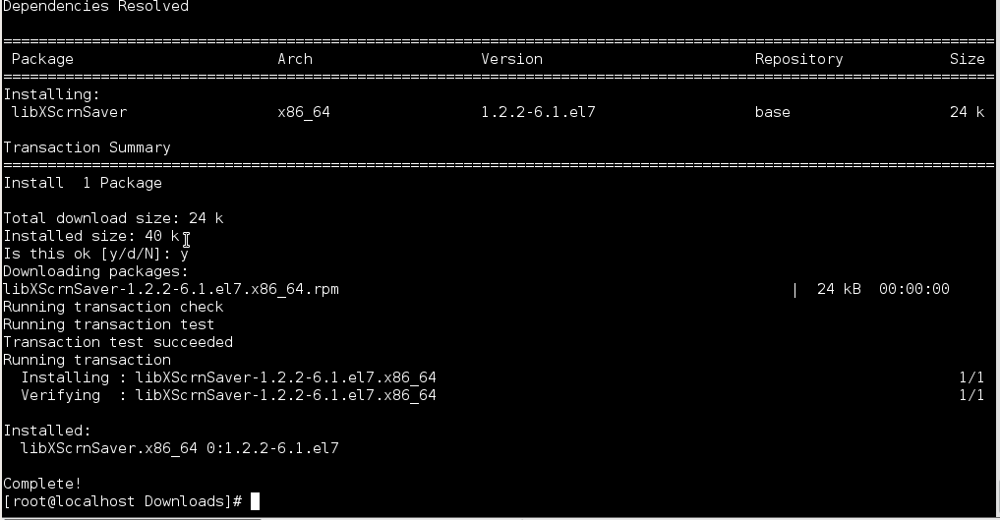 Dependencies Resolved
================================================================================================================
 Package                       Arch                   Version                        Repository            Size
================================================================================================================
Installing:
 libXScrnSaver                 x86_64                 1.2.2-6.1.el7                  base                  24 k
Transaction Summary
================================================================================================================
Install  1 Package
Total download size: 24 k
Installed size: 40 k
Is this ok [y/d/N]: y
Downloading packages:
libXScrnSaver-1.2.2-6.1.el7.x86_64.rpm                                                   |  24 kB  00:00:00
Running transaction check
Running transaction test
Transaction test succeeded
Running transaction
  Installing : libXScrnSaver-1.2.2-6.1.el7.x86_64                                                           1/1
  Verifying  : libXScrnSaver-1.2.2-6.1.el7.x86_64                                                           1/1
Installed:
  libXScrnSaver.x86_64 0:1.2.2-6.1.el7
Complete!
[root@localhost Downloads]#